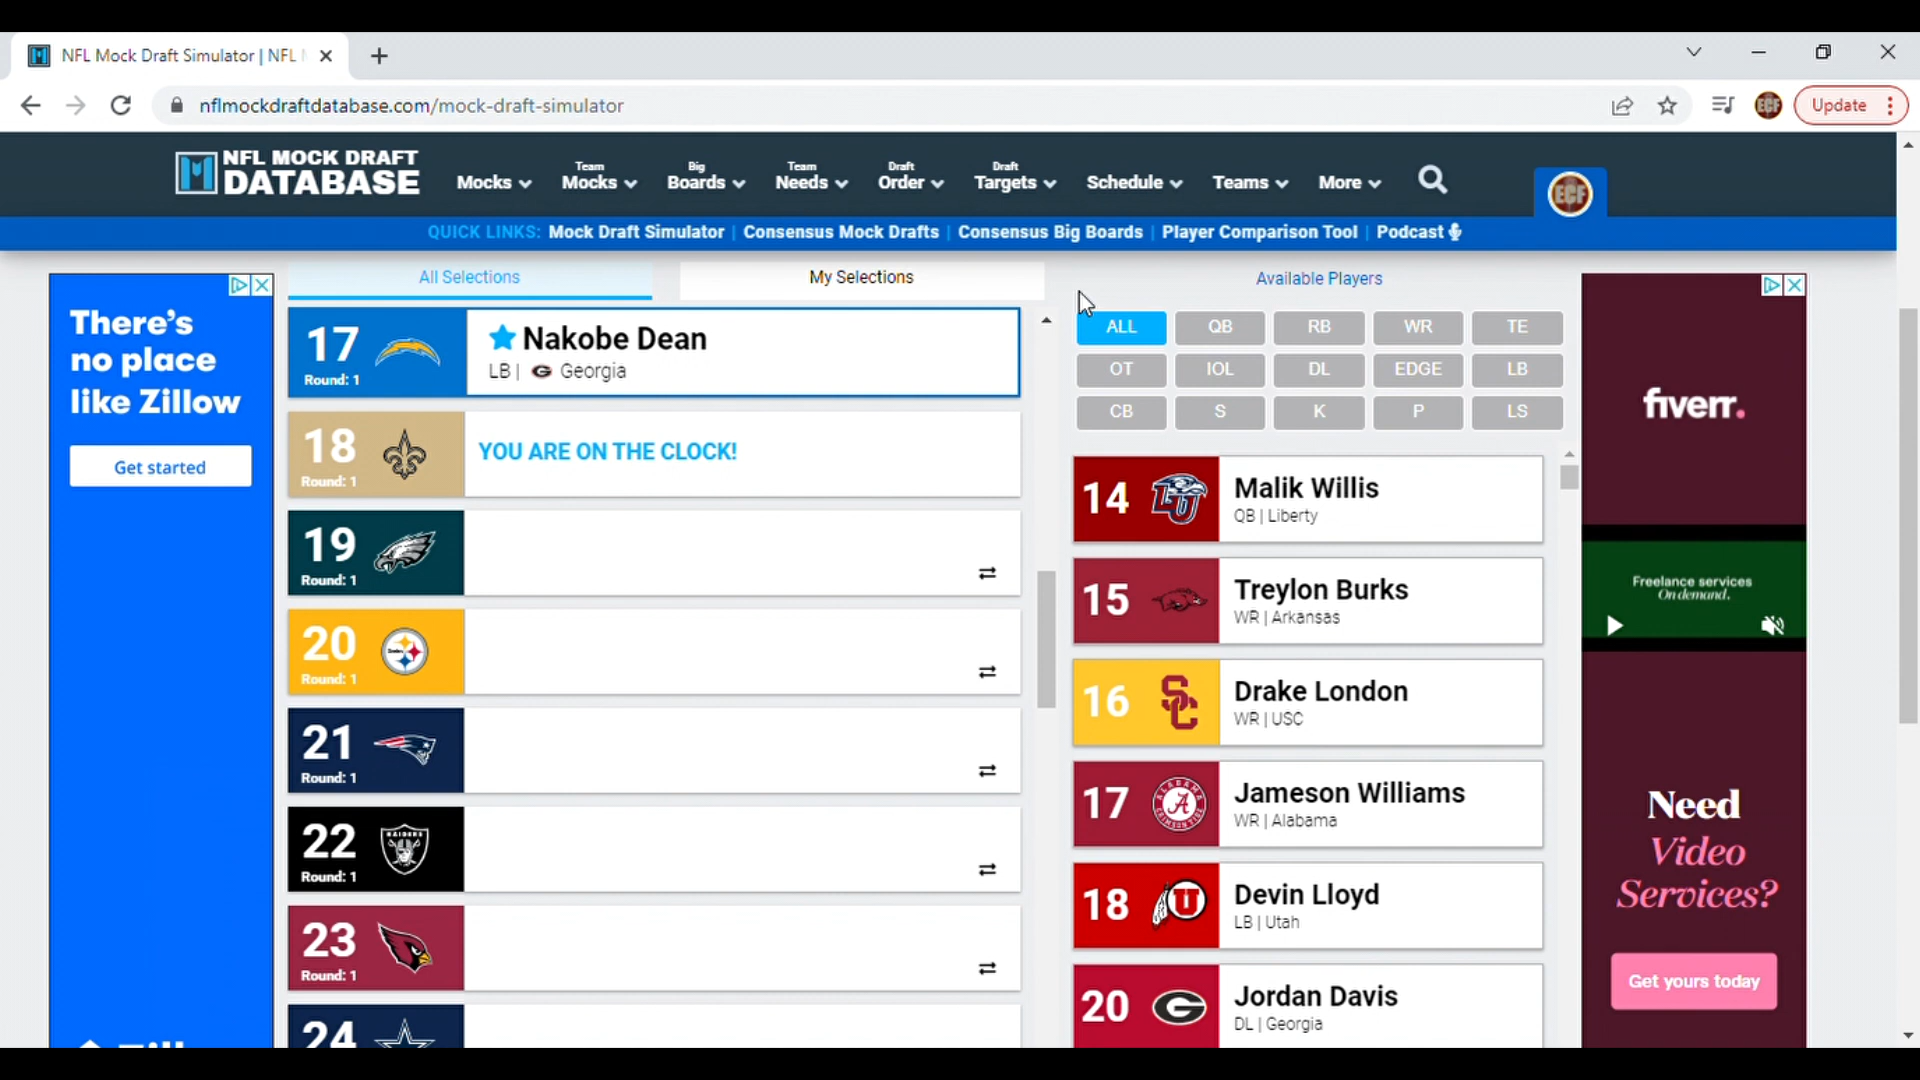 NFL Mock Draft Simulator | NFL
nflmockdraftdatabase.com/mock-draft-simulator
ECF
Update
NFL MOCK DRAFT
DATABASE
Mocks
Team
Mocks
Big
Boards
Team
Needs
Draft
Order
Draft
Targets
Schedule
Teams
More
ECF
QUICK LINKS: Mock Draft Simulator | Consensus Mock Drafts | Consensus Big Boards | Player Comparison Tool | Podcast
There's
no place
like Zillow
Get started
All Selections
My Selections
Available Players
17
Round: 1
Nakobe Dean
LB | G Georgia
18
Round: 1
YOU ARE ON THE CLOCK!
19
Round: 1
20
Round: 1
Steelers
21
Round: 1
22
Round: 1
RAIDERS
23
Round: 1
24
ALL
QB
RB
WR
TE
OT
IOL
DL
EDGE
LB
CB
S
K
P
LS
14
LU
Malik Willis
QB | Liberty
15
Treylon Burks
WR | Arkansas
16
SC
Drake London
WR | USC
17
ALABAMA
A
Jameson Williams
WR | Alabama
18
U
Devin Lloyd
LB | Utah
20
G
Jordan Davis
DL | Georgia
fiverr.
Freelance services
On demand.
Need
Video
Services?
Get yours today